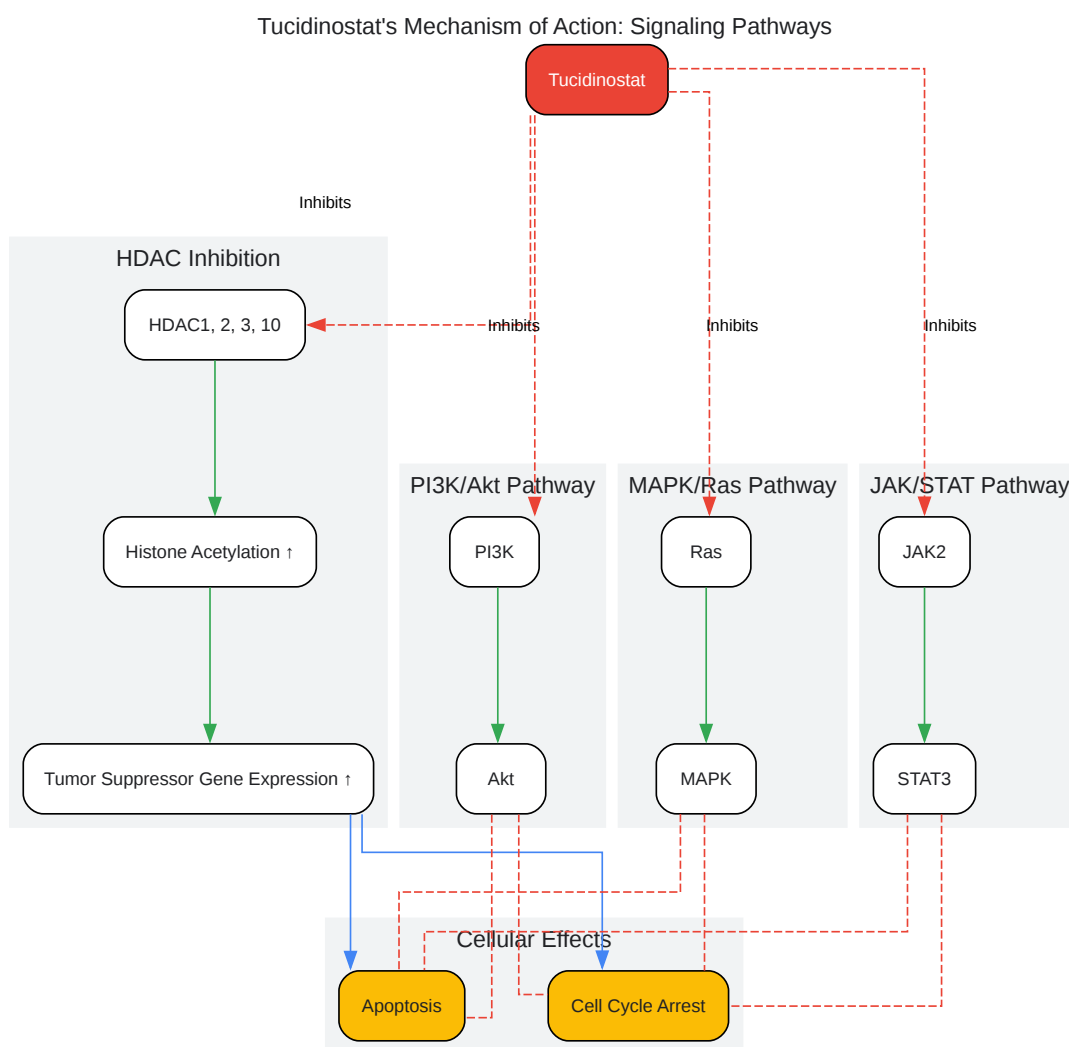 Tucidinostat's Mechanism of Action: Signaling Pathways
Tucidinostat
Inhibits
HDAC Inhibition
HDAC1, 2, 3, 10
Inhibits
Inhibits
Inhibits
PI3K/Akt Pathway
MAPK/Ras Pathway
JAK/STAT Pathway
Histone Acetylation ↑
PI3K
Ras
JAK2
Tumor Suppressor Gene Expression ↑
Akt
MAPK
STAT3
Cellular Effects
Apoptosis
Cell Cycle Arrest